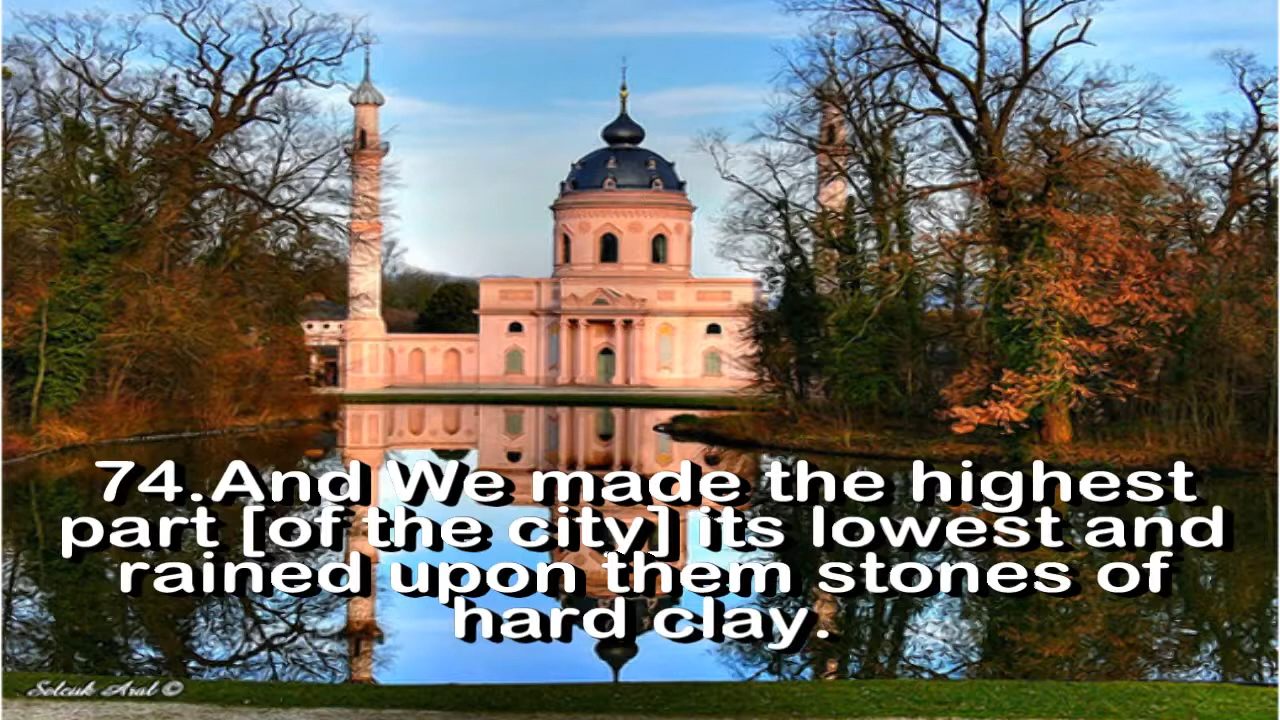 74.And We made the highest
part [of the city] its lowest and
rained upon them stones of
hard clay.
Selcuk Aral ©